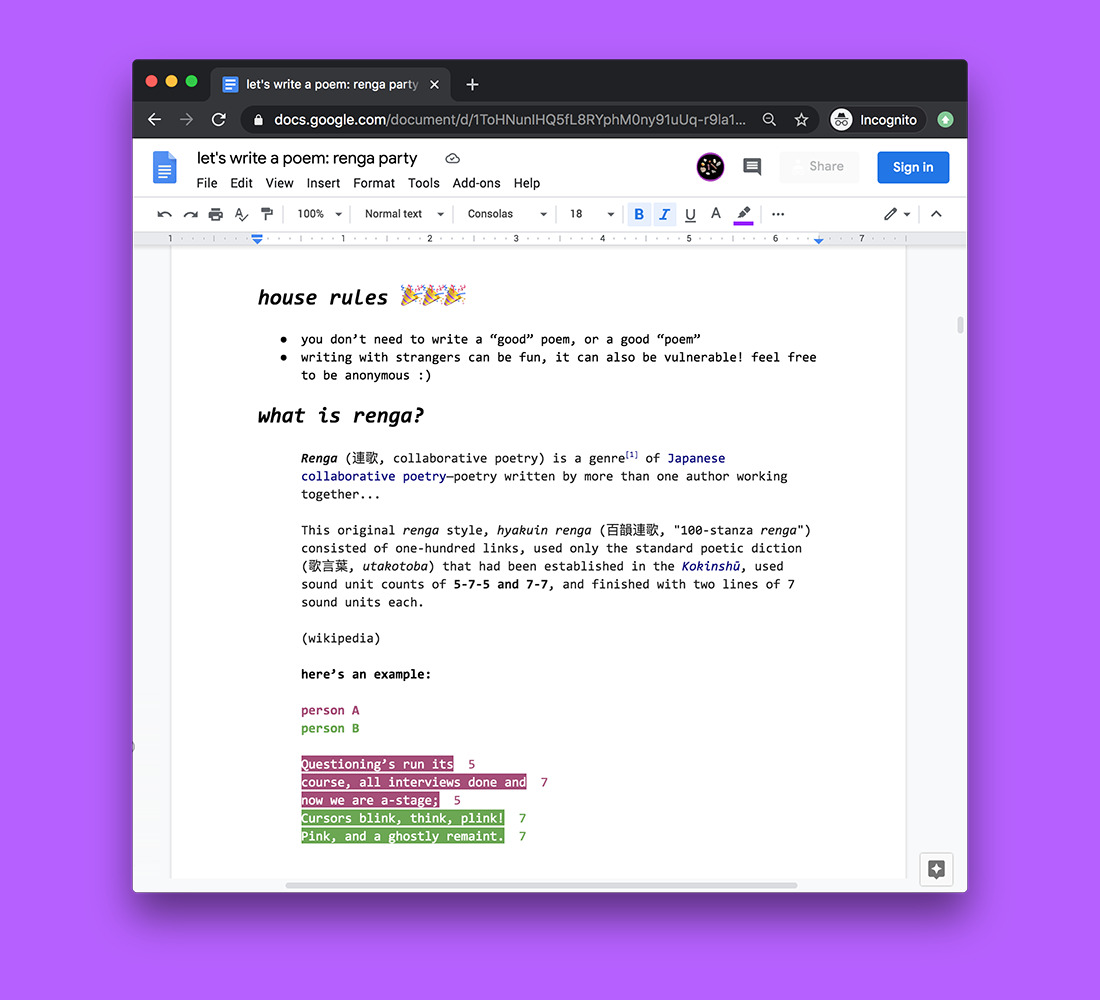 let's write a poem: renga party
docs.google.com/document/d/1ToHNunIHQ5fL8RYphM0ny91uUq-r9la1...
Incognito
let's write a poem: renga party
Share
Sign in
File Edit View Insert Format Tools Add-ons Help
100% Normal text Consolas 18 B I U A
1 1 2 3 4 5 6 7
house rules 🎉🎉🎉
● you don’t need to write a “good” poem, or a good “poem”
● writing with strangers can be fun, it can also be vulnerable! feel free
to be anonymous :)
what is renga?
Renga (連歌, collaborative poetry) is a genre[1] of Japanese
collaborative poetry—poetry written by more than one author working
together...
This original renga style, hyakuin renga (百韻連歌, "100-stanza renga")
consisted of one-hundred links, used only the standard poetic diction
(歌言葉, utakotoba) that had been established in the Kokinshū, used
sound unit counts of 5-7-5 and 7-7, and finished with two lines of 7
sound units each.
(wikipedia)
here’s an example:
person A
person B
Questioning’s run its 5
course, all interviews done and 7
now we are a-stage; 5
Cursors blink, think, plink! 7
Pink, and a ghostly remaint. 7